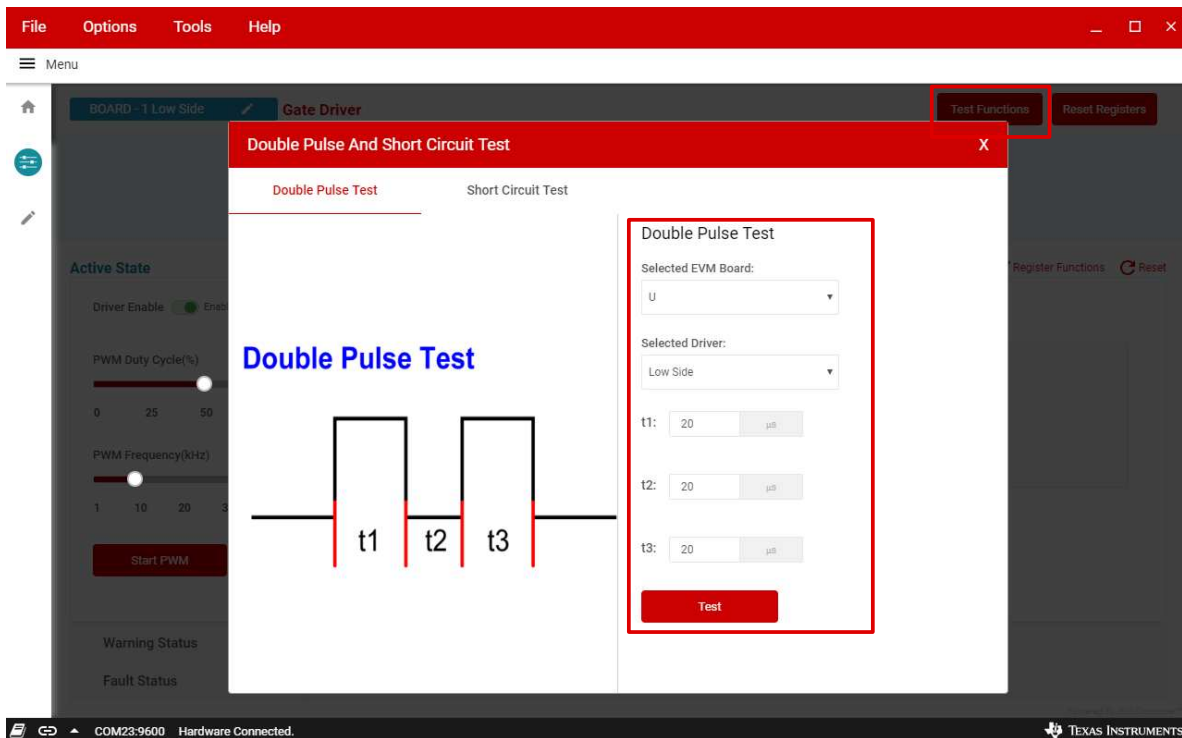 File Options Tools Help
Menu
BOARD - 1 Low Side Gate Driver Test Functions Reset Registers
Double Pulse And Short Circuit Test X
Double Pulse Test Short Circuit Test
Double Pulse Test
Selected EVM Board:
U
Selected Driver:
Low Side
t1: 20 µs
t2: 20 µs
t3: 20 µs
Test
Double Pulse Test
t1 t2 t3
Active State Register Functions Reset
Driver Enable
PWM Duty Cycle(%)
0 25 50
PWM Frequency(kHz)
1 10 20
Start PWM
Warning Status
Fault Status
COM23:9600 Hardware Connected. TEXAS INSTRUMENTS